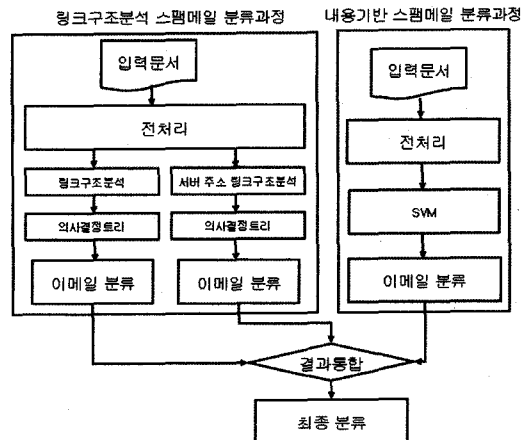 링크구조분석 스팸메일 분류과정
내용기반 스팸메일 분류과정
입력문서
전처리
링크구조분석
서버 주소 링크구조분석
의사결정트리
의사결정트리
이메일 분류
이메일 분류
입력문서
전처리
SVM
이메일 분류
결과통합
최종 분류